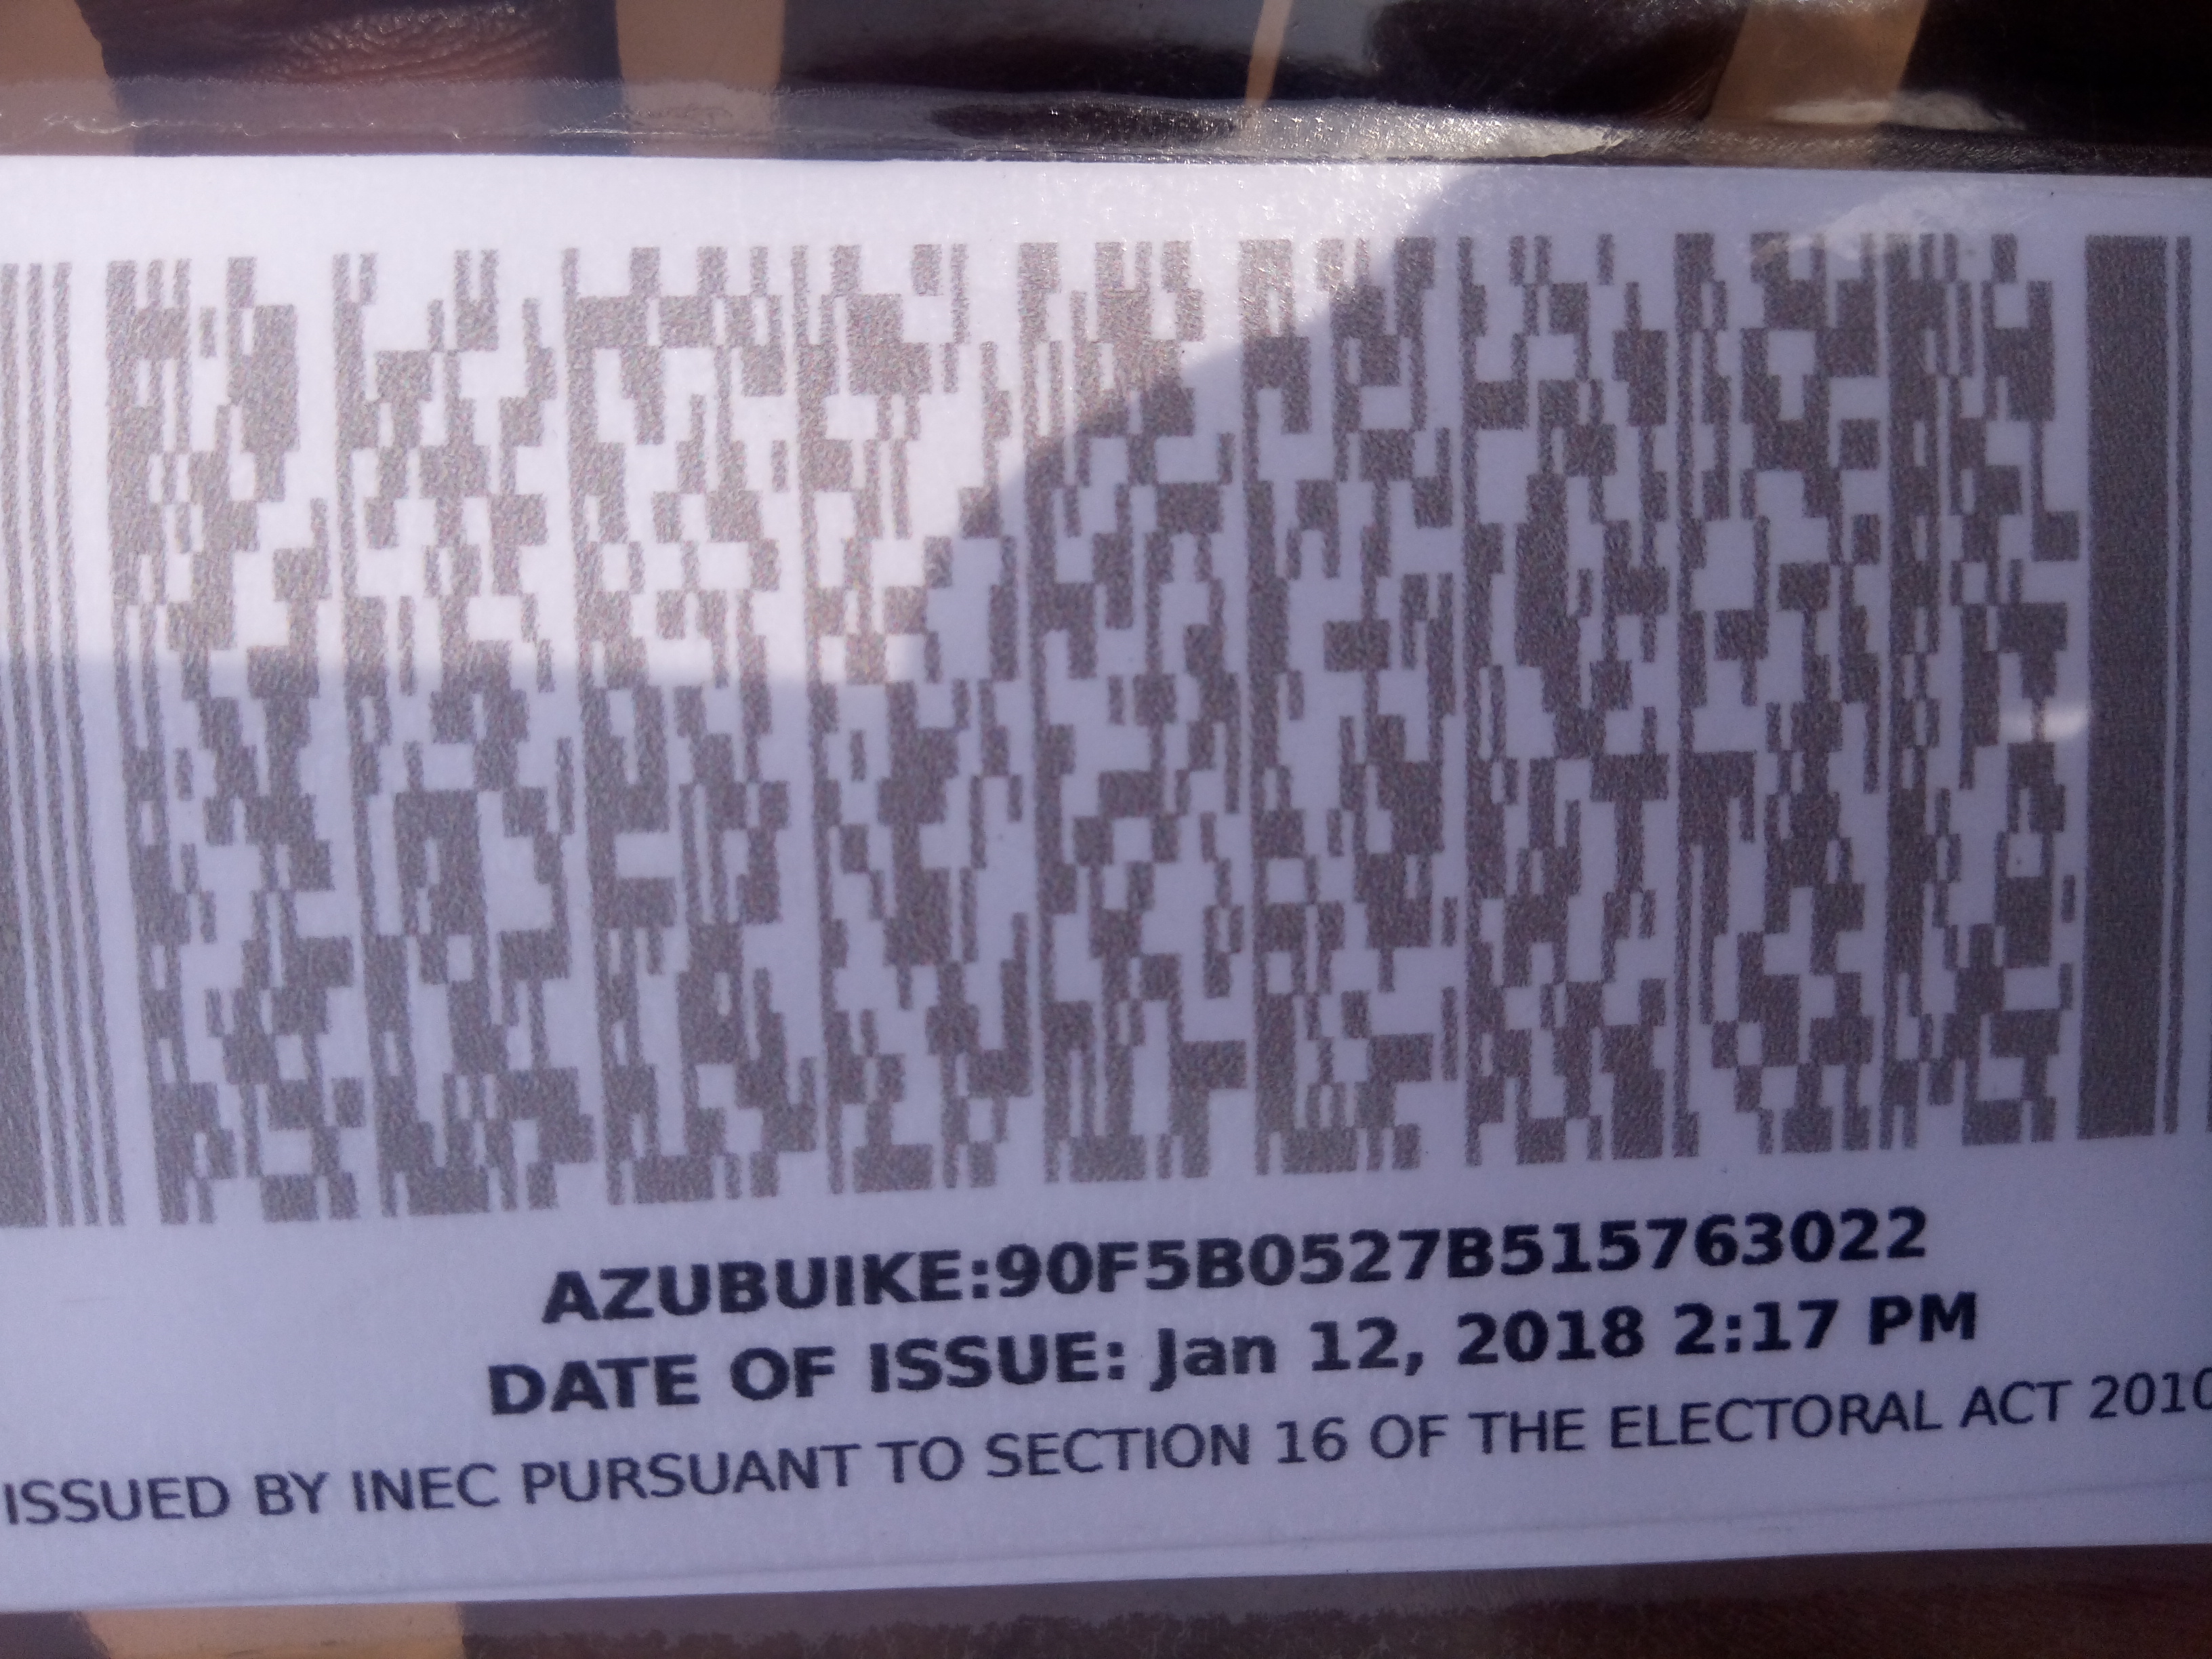 AZUBUIKE:90F5B0527B515763022
DATE OF ISSUE: Jan 12, 2018 2:17 PM
ISSUED BY INEC PURSUANT TO SECTION 16 OF THE ELECTORAL ACT 2010